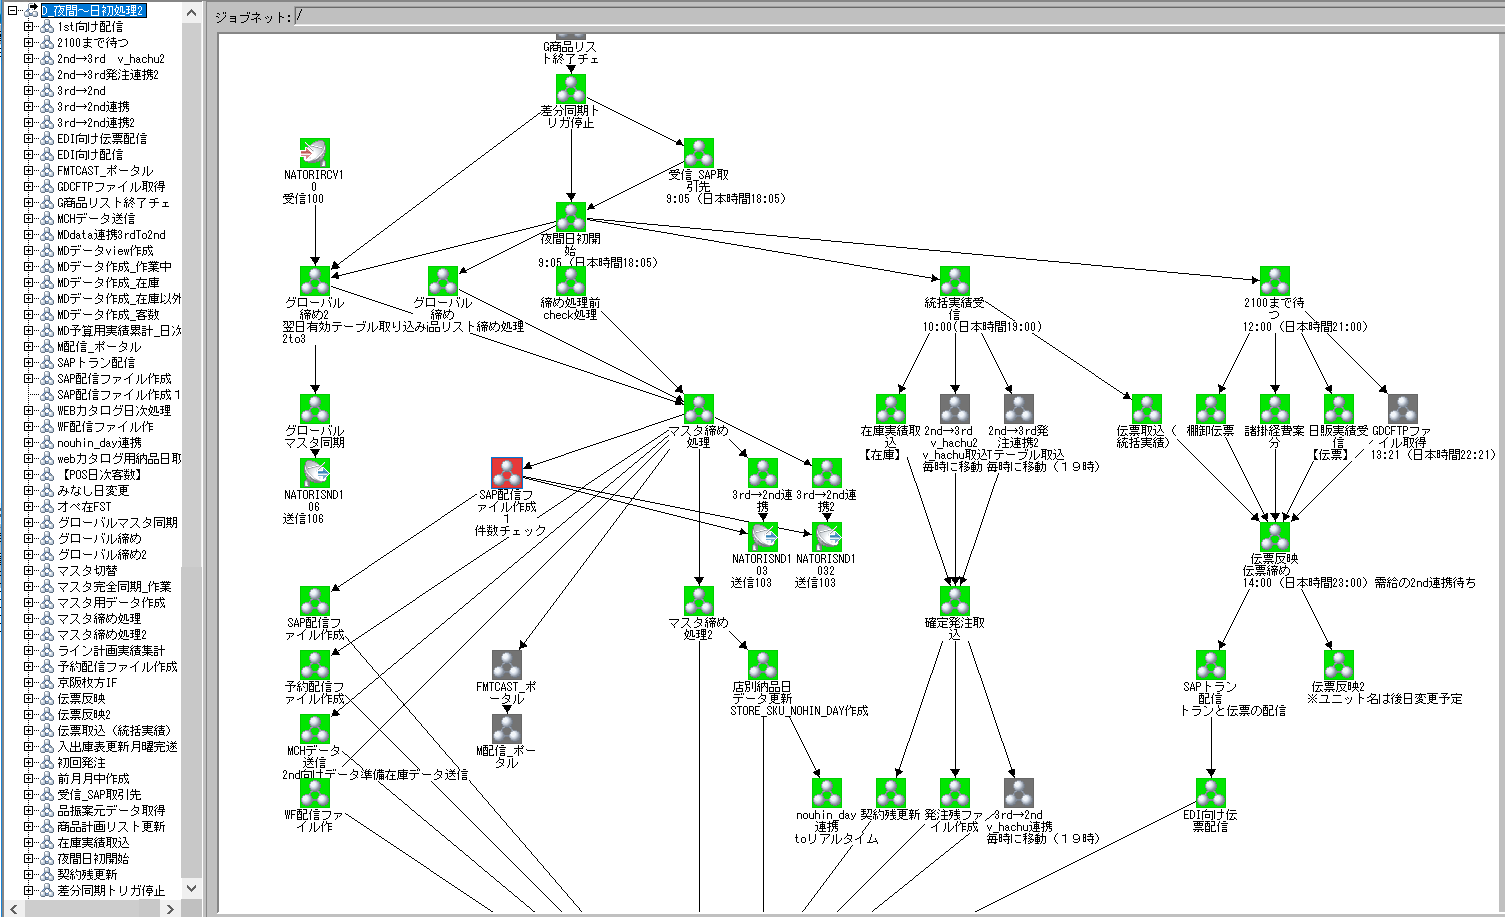 D_夜間～日初処理2
1st向け配信
2100まで待つ
2nd→3rd　v_hachu2
2nd→3rd発注連携2
3rd→2nd
3rd→2nd連携
3rd→2nd連携2
EDI向け伝票配信
EDI向け配信
FMTCAST_ポータル
GDCFTPファイル取得
G商品リスト終了チェ
MCHデータ送信
MDdata連携3rdTo2nd
MDデータview作成
MDデータ作成_作業中
MDデータ作成_在庫
MDデータ作成_在庫以外
MDデータ作成_客数
MD予算用実績累計_日次
M配信_ポータル
SAPトラン配信
SAP配信ファイル作成
SAP配信ファイル作成１
WEBカタログ日次処理
WF配信ファイル作
nouhin_day連携
webカタログ用納品日取
【POS日次客数】
みなし日変更
オペ在FST
グローバルマスタ同期
グローバル締め
グローバル締め2
マスタ切替
マスタ完全同期_作業
マスタ用データ作成
マスタ締め処理
マスタ締め処理2
ライン計画実績集計
予約配信ファイル作成
京阪枚方IF
伝票反映
伝票反映2
伝票取込（統括実績）
入出庫表更新月曜完送
初回発注
前月月中作成
受信_SAP取引先
品振案元データ取得
商品計画リスト更新
在庫実績取込
夜間日初開始
契約残更新
差分同期トリガ停止
ジョブネット: /
G商品リス
ト終了チェ
差分同期ト
リガ停止
NATORIRCV1
0
受信100
受信_SAP取
引先
9:05（日本時間18:05）
夜間日初開
始
9:05（日本時間18:05）
グローバル
締め2
翌日有効テーブル取り込み
2to3
グローバル
締め
品リスト締め処理
締め処理前
check処理
統括実績受
信
10:00(日本時間19:00)
2100まで待
つ
12:00（日本時間21:00）
グローバル
マスタ同期
マスタ締め
処理
在庫実績取
込
【在庫】
2nd→3rd
v_hachu2
v_hachu取込
毎時に移動
2nd→3rd発
注連携2
Tテーブル取込
毎時に移動（１９時）
伝票取込（
統括実績）
棚卸伝票
諸掛経費案
分
日販実績受
信
【伝票】
GDCFTPファ
イル取得
13:21（日本時間22:21）
NATORISND1
06
送信106
SAP配信フ
ァイル作成
１
件数チェック
3rd→2nd連
携
3rd→2nd連
携2
NATORISND1
03
送信103
NATORISND1
032
送信103
伝票反映
伝票締め
14:00（日本時間23:00）需給の2nd連携待ち
SAP配信フ
ァイル作成
マスタ締め
処理2
確定発注取
込
予約配信フ
ァイル作成
FMTCAST_ポ
ータル
店別納品日
データ更新
STORE_SKU_NOHIN_DAY作成
SAPトラン
配信
トランと伝票の配信
伝票反映2
※ユニット名は後日変更予定
MCHデータ
送信
2nd向けデータ準備在庫データ送信
M配信_ポー
タル
WF配信ファ
イル作
nouhin_day
連携
toリアルタイム
契約残更新
発注残ファ
イル作成
3rd→2nd
v_hachu連携
毎時に移動（１９時）
EDI向け伝
票配信